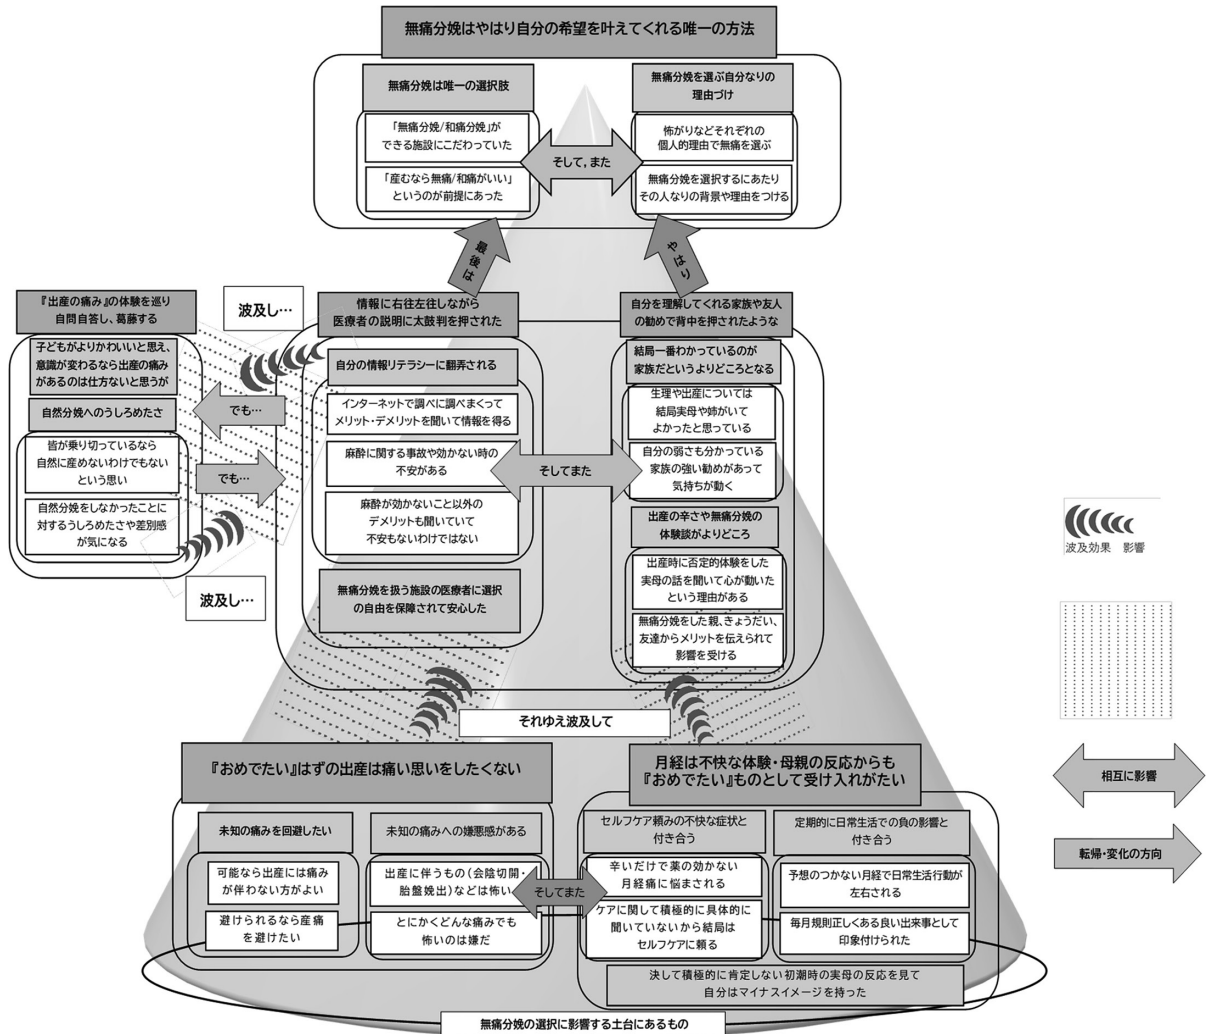 無痛分娩はやはり自分の希望を叶えてくれる唯一の方法
無痛分娩は唯一の選択肢
「無痛分娩/和痛分娩」が
できる施設にこだわっていた
「産むなら無痛/和痛がいい」
というのが前提にあった
そして,また
無痛分娩を選ぶ自分なりの
理由づけ
怖がりなどそれぞれの
個人的理由で無痛を選ぶ
無痛分娩を選択するにあたり
その人なりの背景や理由をつける
最後は
やはり
『出産の痛み』の体験を巡り
自問自答し、葛藤する
子どもがよりかわいいと思え、
意識が変わるなら出産の痛み
があるのは仕方ないと思うが
自然分娩へのうしろめたさ
皆が乗り切っているなら
自然に産めないわけでもない
という思い
自然分娩をしなかったことに
対するうしろめたさや差別感
が気になる
波及し…
でも…
でも…
波及し…
情報に右往左往しながら
医療者の説明に太鼓判を押された
自分の情報リテラシーに翻弄される
インターネットで調べに調べまくって
メリット・デメリットを聞いて情報を得る
麻酔に関する事故や効かない時の
不安がある
麻酔が効かないこと以外の
デメリットも聞いていて
不安もないわけではない
無痛分娩を扱う施設の医療者に選択
の自由を保障されて安心した
そしてまた
自分を理解してくれる家族や友人
の勧めで背中を押されたような
結局一番わかっているのが
家族だというよりどころとなる
生理や出産については
結局実母や姉がいて
よかったと思っている
自分の弱さも分かっている
家族の強い勧めがあって
気持ちが動く
出産の辛さや無痛分娩の
体験談がよりどころ
出産時に否定的体験をした
実母の話を聞いて心が動いた
という理由がある
無痛分娩をした親、きょうだい、
友達からメリットを伝えられて
影響を受ける
それゆえ波及して
『おめでたい』はずの出産は痛い思いをしたくない
未知の痛みを回避したい
可能なら出産には痛み
が伴わない方がよい
避けられるなら産痛
を避けたい
未知の痛みへの嫌悪感がある
出産に伴うもの(会陰切開・
胎盤娩出)などは怖い
とにかくどんな痛みでも
怖いのは嫌だ
そしてまた
月経は不快な体験・母親の反応からも
『おめでたい』ものとして受け入れがたい
セルフケア頼みの不快な症状と
付き合う
辛いだけで薬の効かない
月経痛に悩まされる
ケアに関して積極的に具体的に
聞いていないから結局は
セルフケアに頼る
定期的に日常生活での負の影響と
付き合う
予想のつかない月経で日常生活行動が
左右される
毎月規則正しくある良い出来事として
印象付けられた
決して積極的に肯定しない初潮時の実母の反応を見て
自分はマイナスイメージを持った
無痛分娩の選択に影響する土台にあるもの
波及効果 影響
相互に影響
転帰・変化の方向